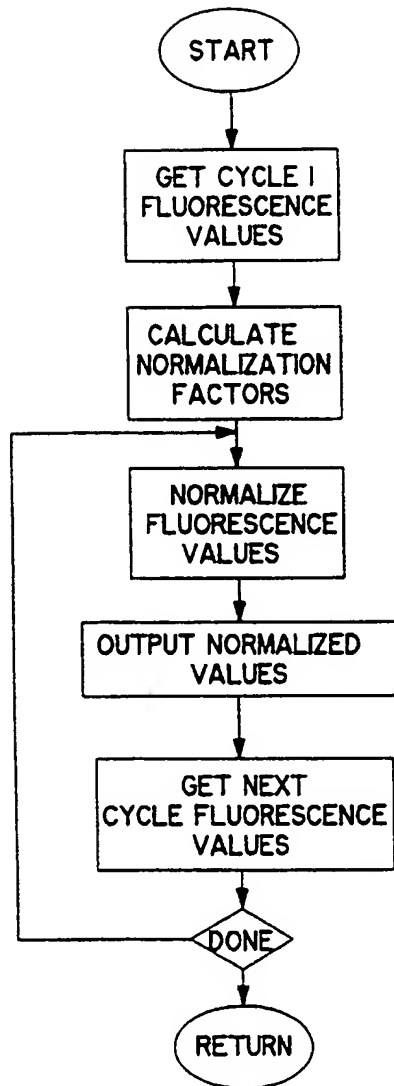 START
GET CYCLE I
FLUORESCENCE
VALUES
CALCULATE
NORMALIZATION
FACTORS
NORMALIZE
FLUORESCENCE
VALUES
OUTPUT NORMALIZED
VALUES
GET NEXT
CYCLE FLUORESCENCE
VALUES
DONE
RETURN